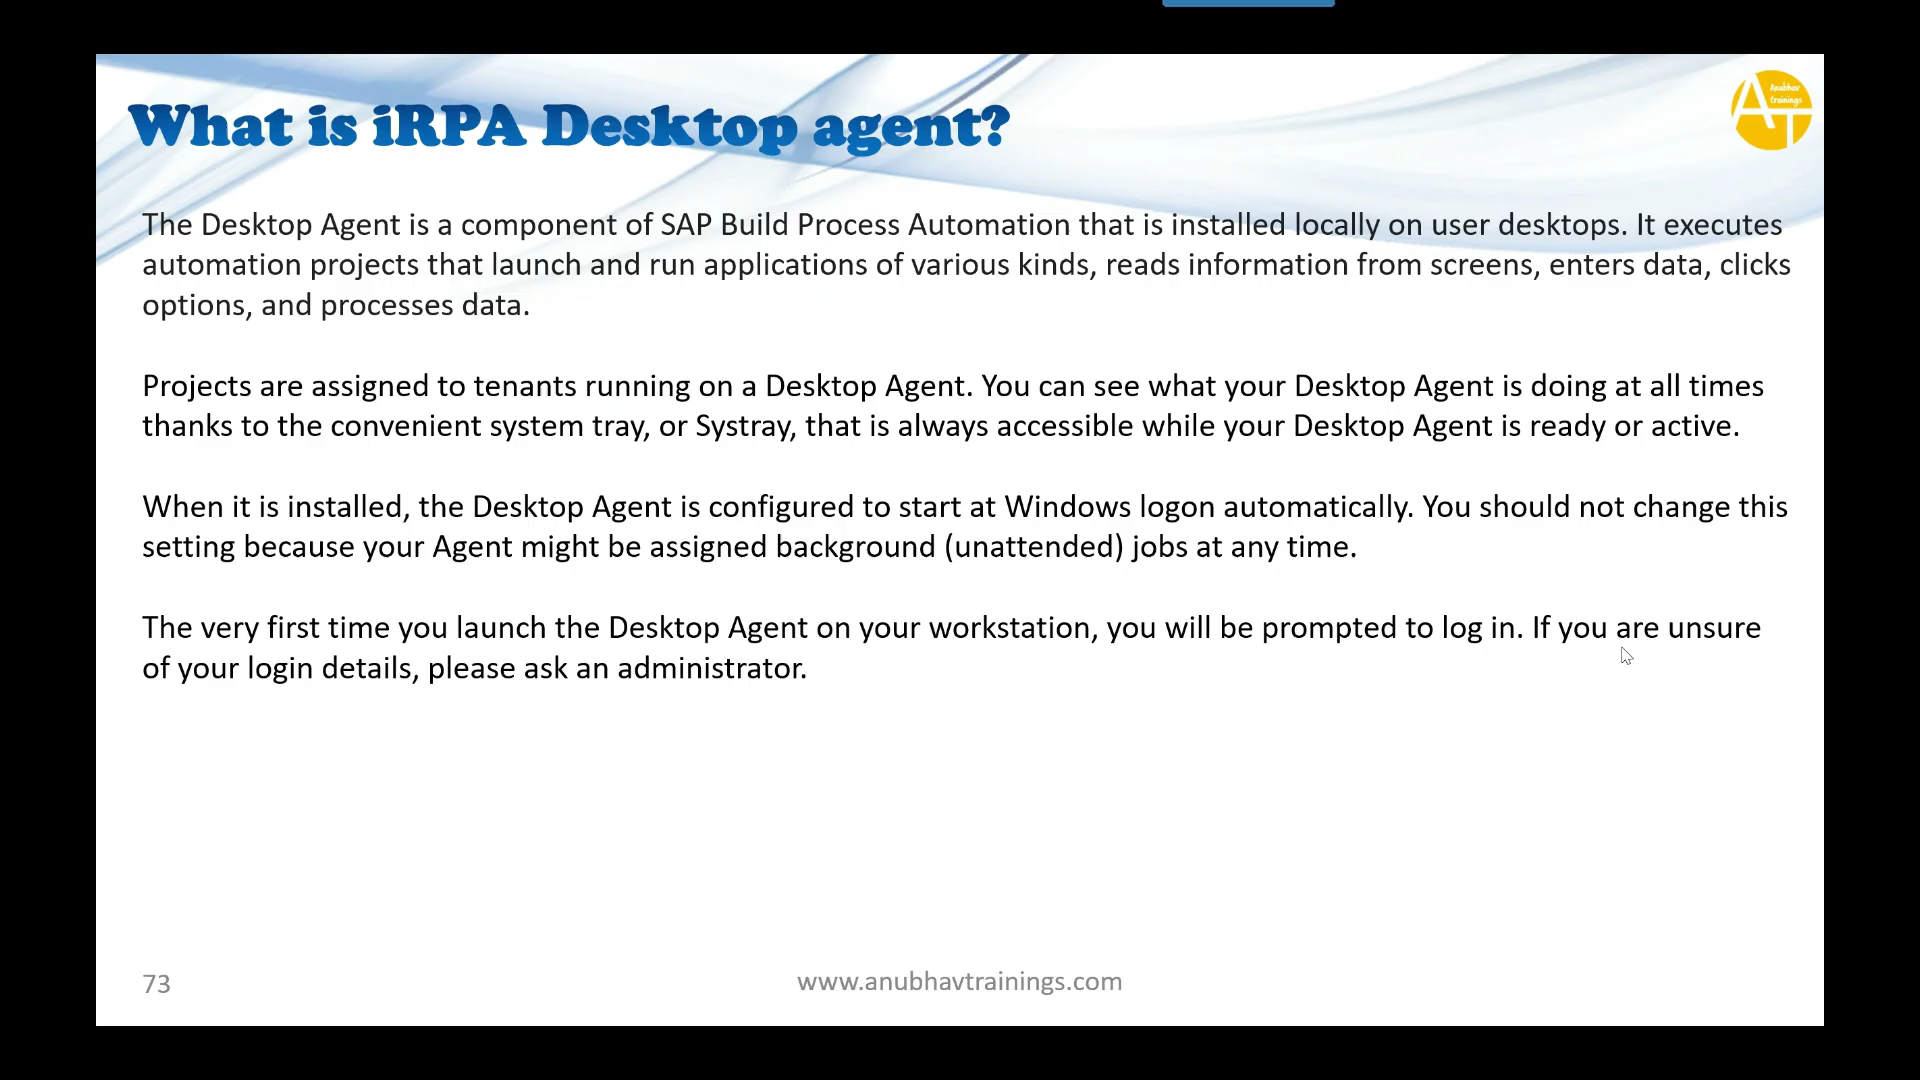 What is iRPA Desktop agent?
Anubhav
trainings
AT
The Desktop Agent is a component of SAP Build Process Automation that is installed locally on user desktops. It executes
automation projects that launch and run applications of various kinds, reads information from screens, enters data, clicks
options, and processes data.
Projects are assigned to tenants running on a Desktop Agent. You can see what your Desktop Agent is doing at all times
thanks to the convenient system tray, or Systray, that is always accessible while your Desktop Agent is ready or active.
When it is installed, the Desktop Agent is configured to start at Windows logon automatically. You should not change this
setting because your Agent might be assigned background (unattended) jobs at any time.
The very first time you launch the Desktop Agent on your workstation, you will be prompted to log in. If you are unsure
of your login details, please ask an administrator.
73
www.anubhavtrainings.com